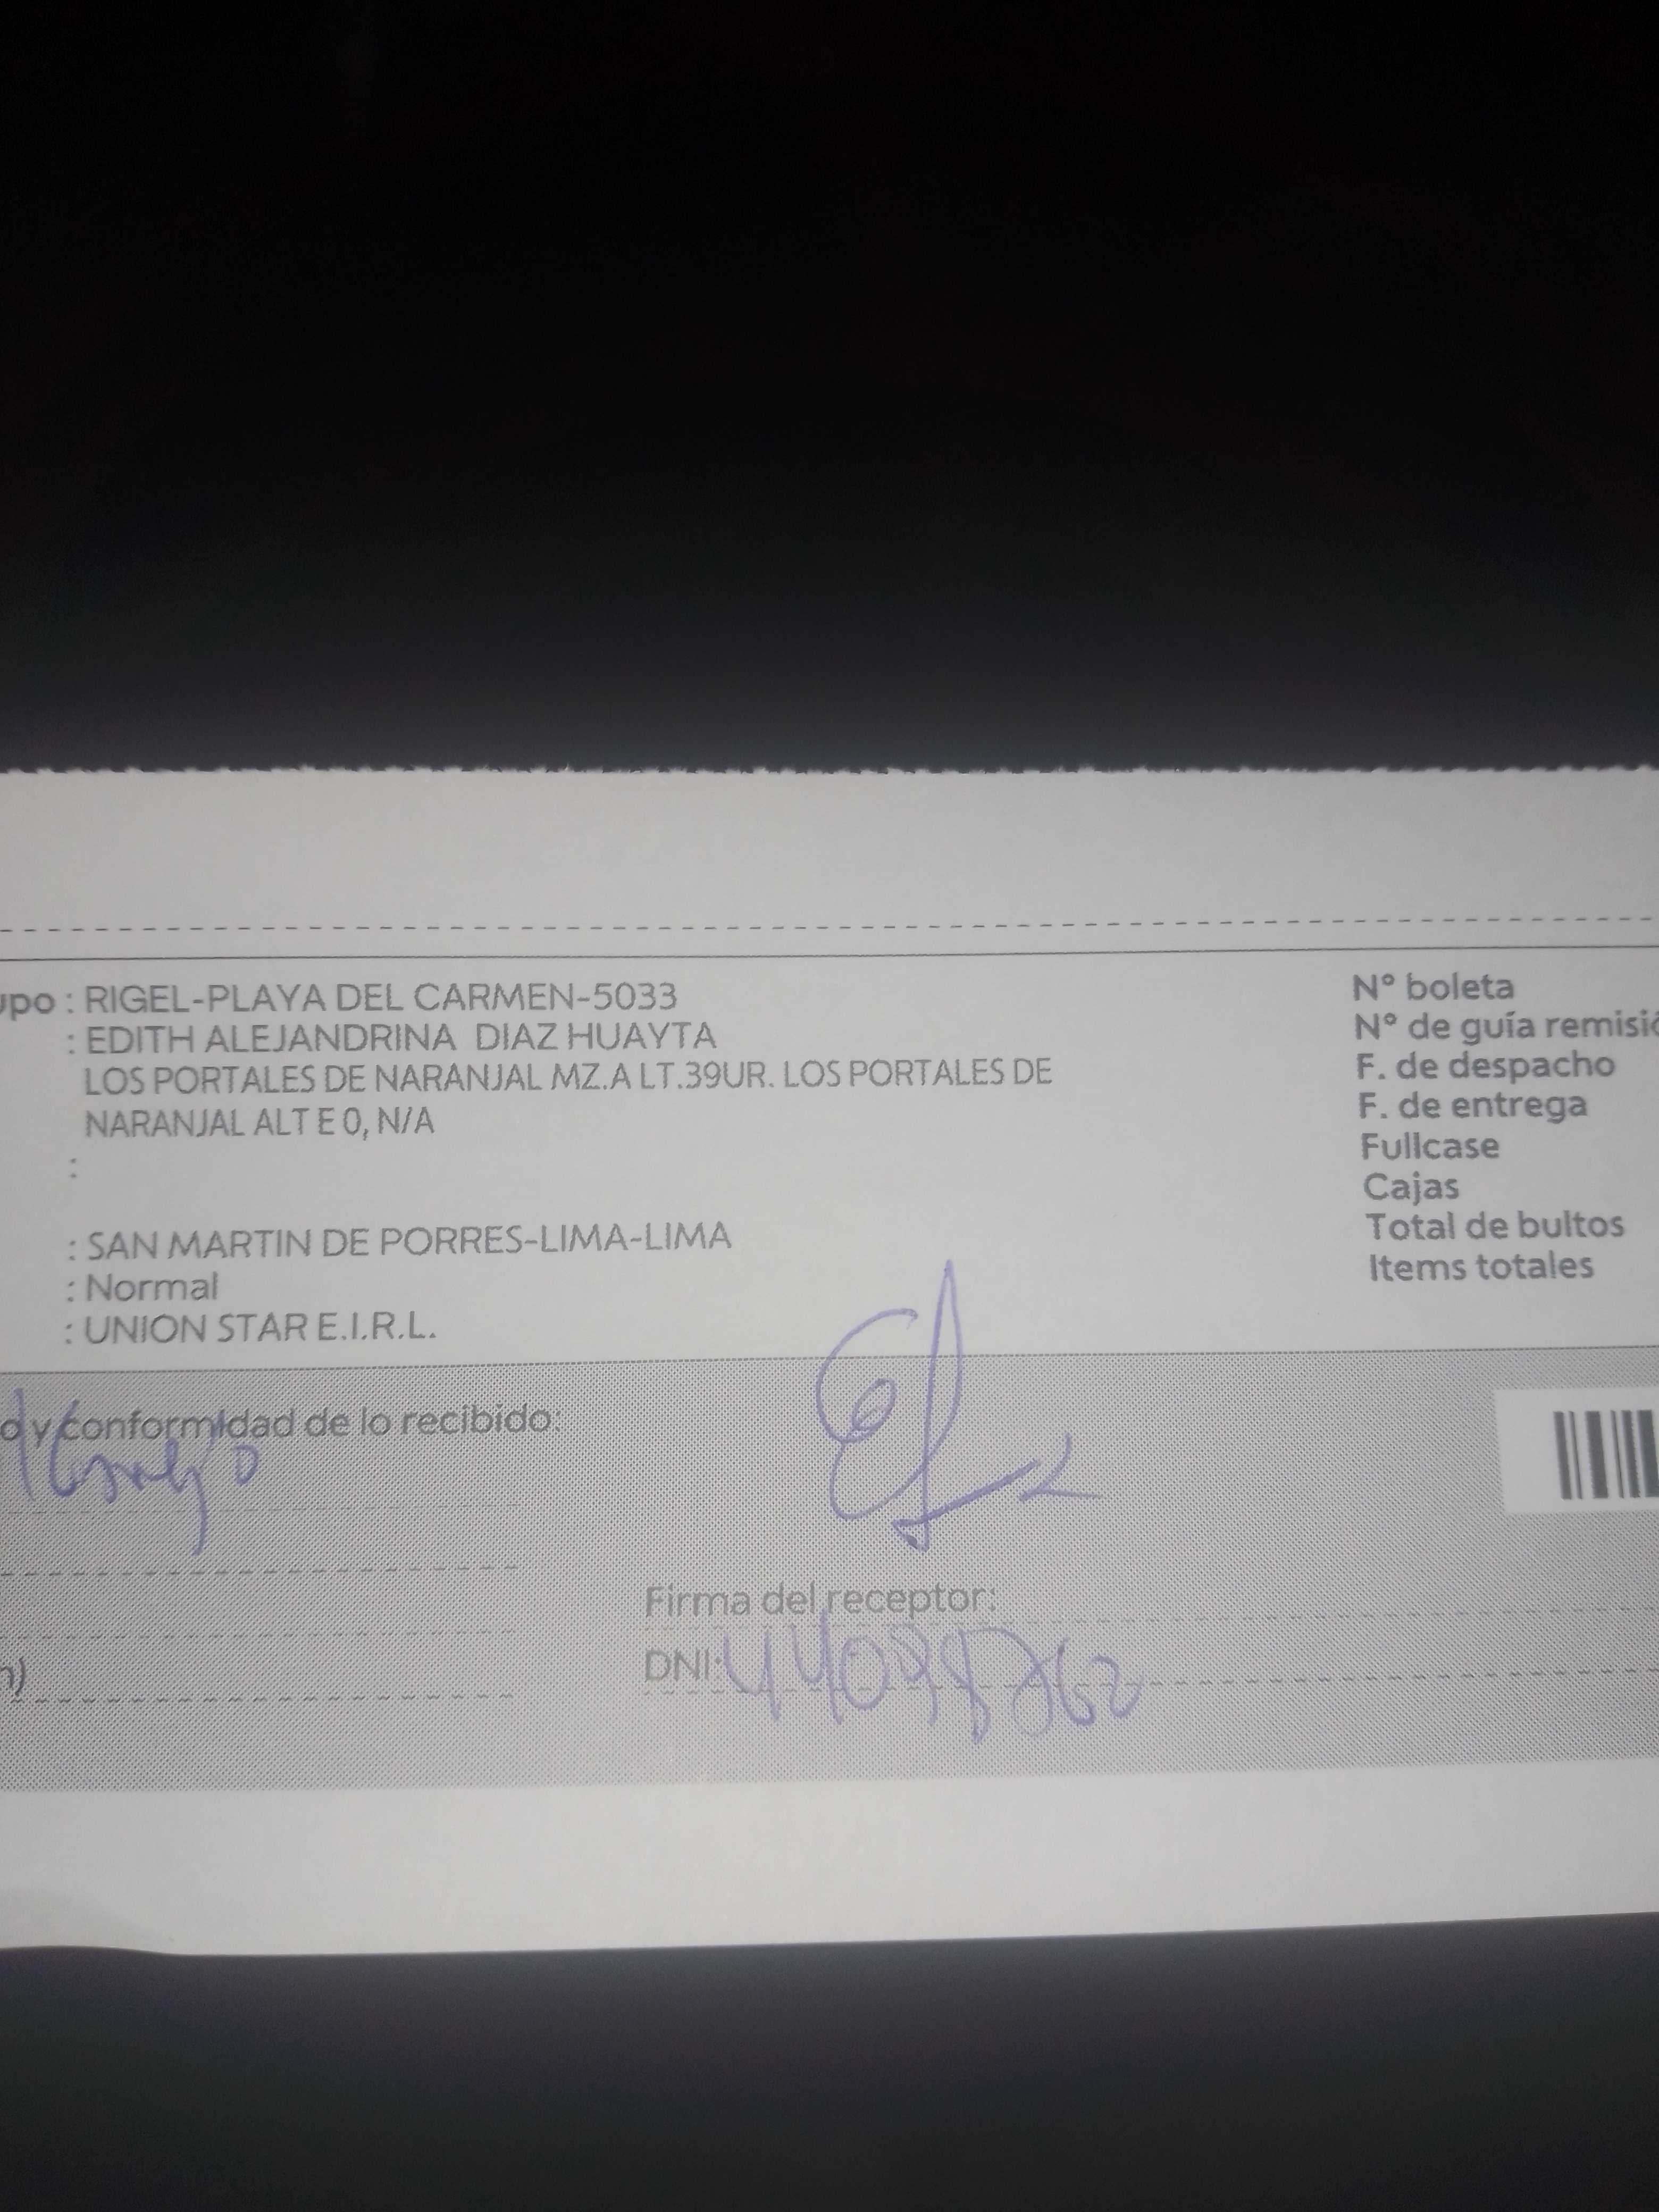 upo : RIGEL-PLAYA DEL CARMEN-5033
: EDITH ALEJANDRINA DIAZ HUAYTA
LOS PORTALES DE NARANJAL MZ.A LT.39UR. LOS PORTALES DE
NARANJAL ALT E 0, N/A
:
: SAN MARTIN DE PORRES-LIMA-LIMA
: Normal
: UNION STAR E.I.R.L.
N° boleta
N° de guía remisió
F. de despacho
F. de entrega
Fullcase
Cajas
Total de bultos
Items totales
o y conformidad de lo recibido:
Firma del receptor:
DNI:
n)